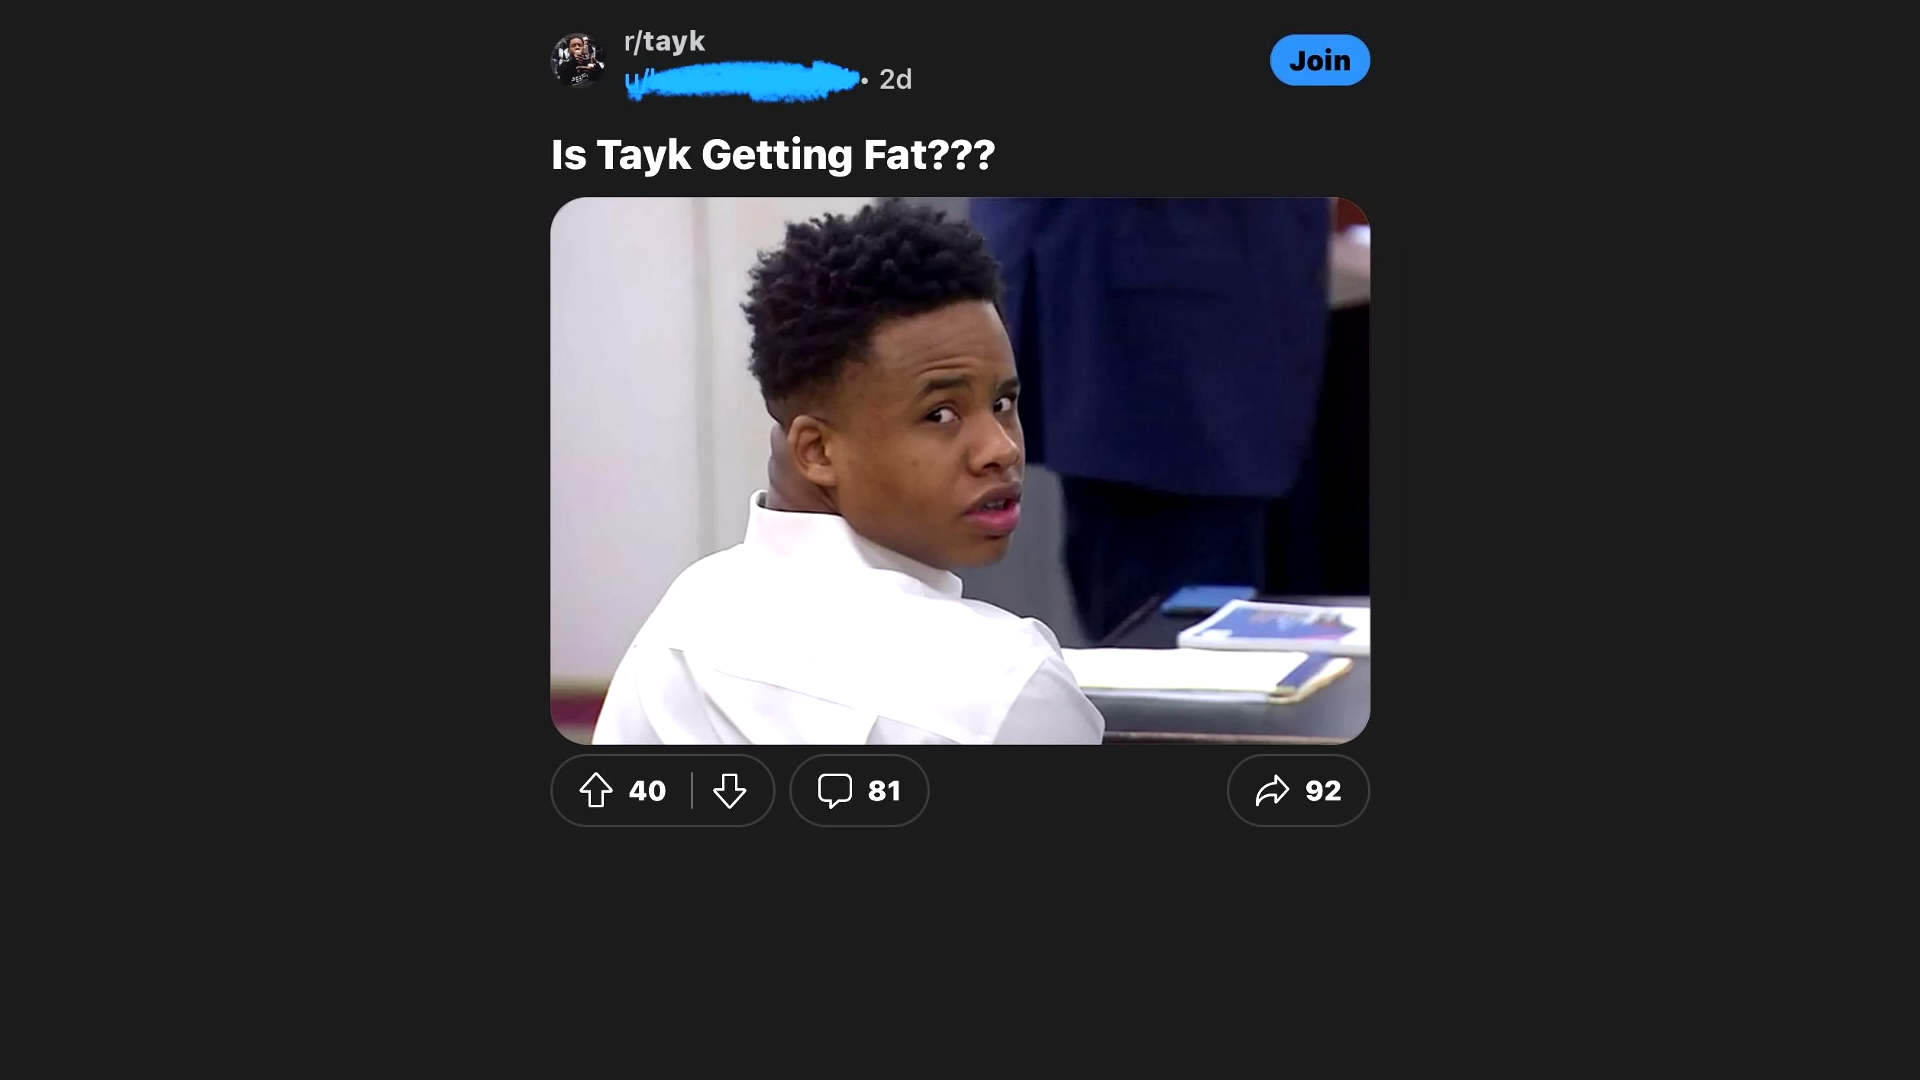 r/tayk
u/ • 2d
Join
Is Tayk Getting Fat???
40
81
92